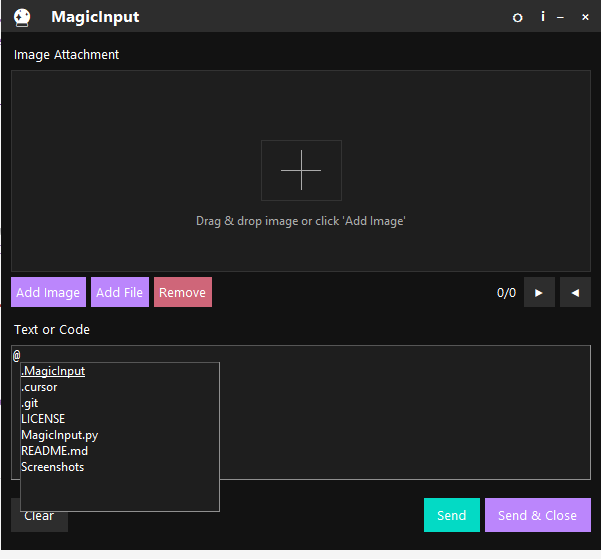 MagicInput
i – ×
Image Attachment
Drag & drop image or click 'Add Image'
Add Image
Add File
Remove
0/0
Text or Code
@
.MagicInput
.cursor
.git
LICENSE
MagicInput.py
README.md
Screenshots
Clear
Send
Send & Close